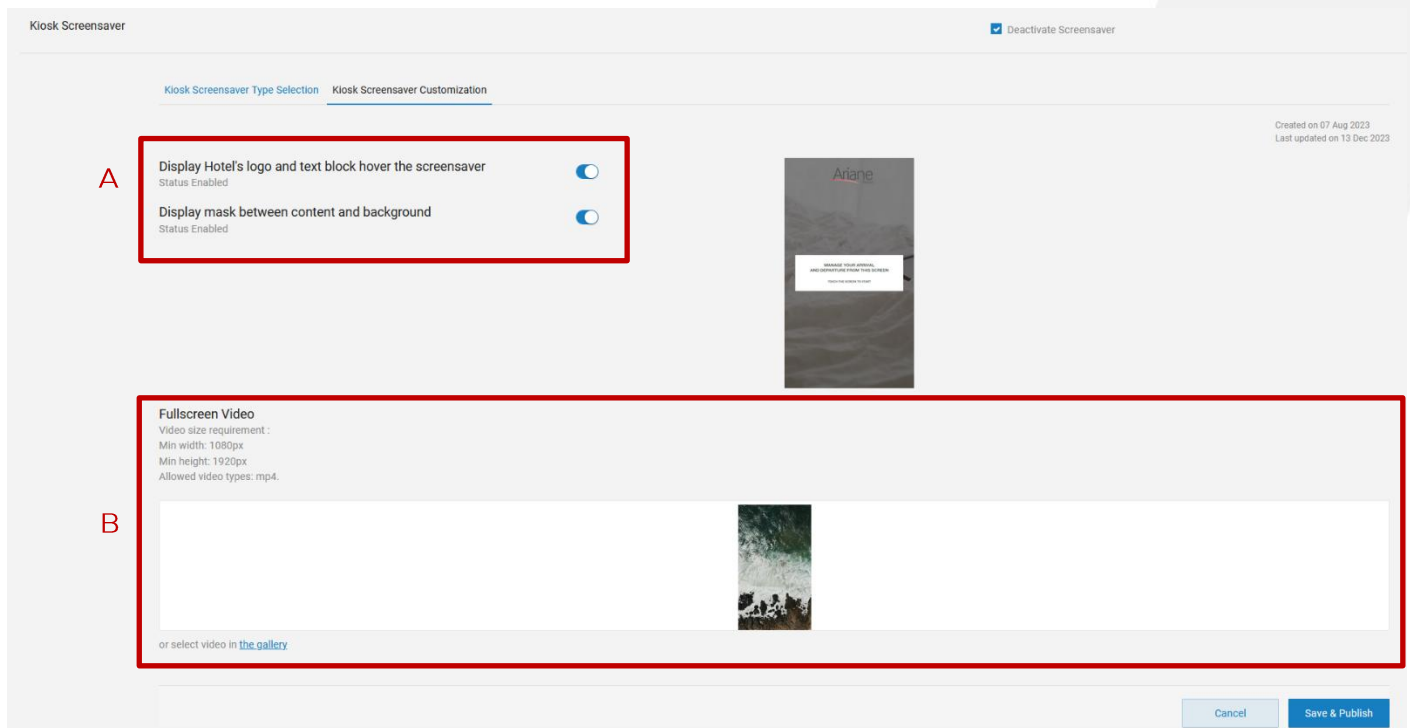 Kiosk Screensaver
Deactivate Screensaver
Kiosk Screensaver Type Selection Kiosk Screensaver Customization
Created on 07 Aug 2023
Last updated on 13 Dec 2023
A
Display Hotel's logo and text block hover the screensaver
Status Enabled
Display mask between content and background
Status Enabled
Ariane
MANAGE YOUR ARRIVAL
AND DEPARTURE FROM THIS SCREEN
TOUCH THE SCREEN TO START
B
Fullscreen Video
Video size requirement :
Min width: 1080px
Min height: 1920px
Allowed video types: mp4.
or select video in the gallery
Cancel
Save & Publish